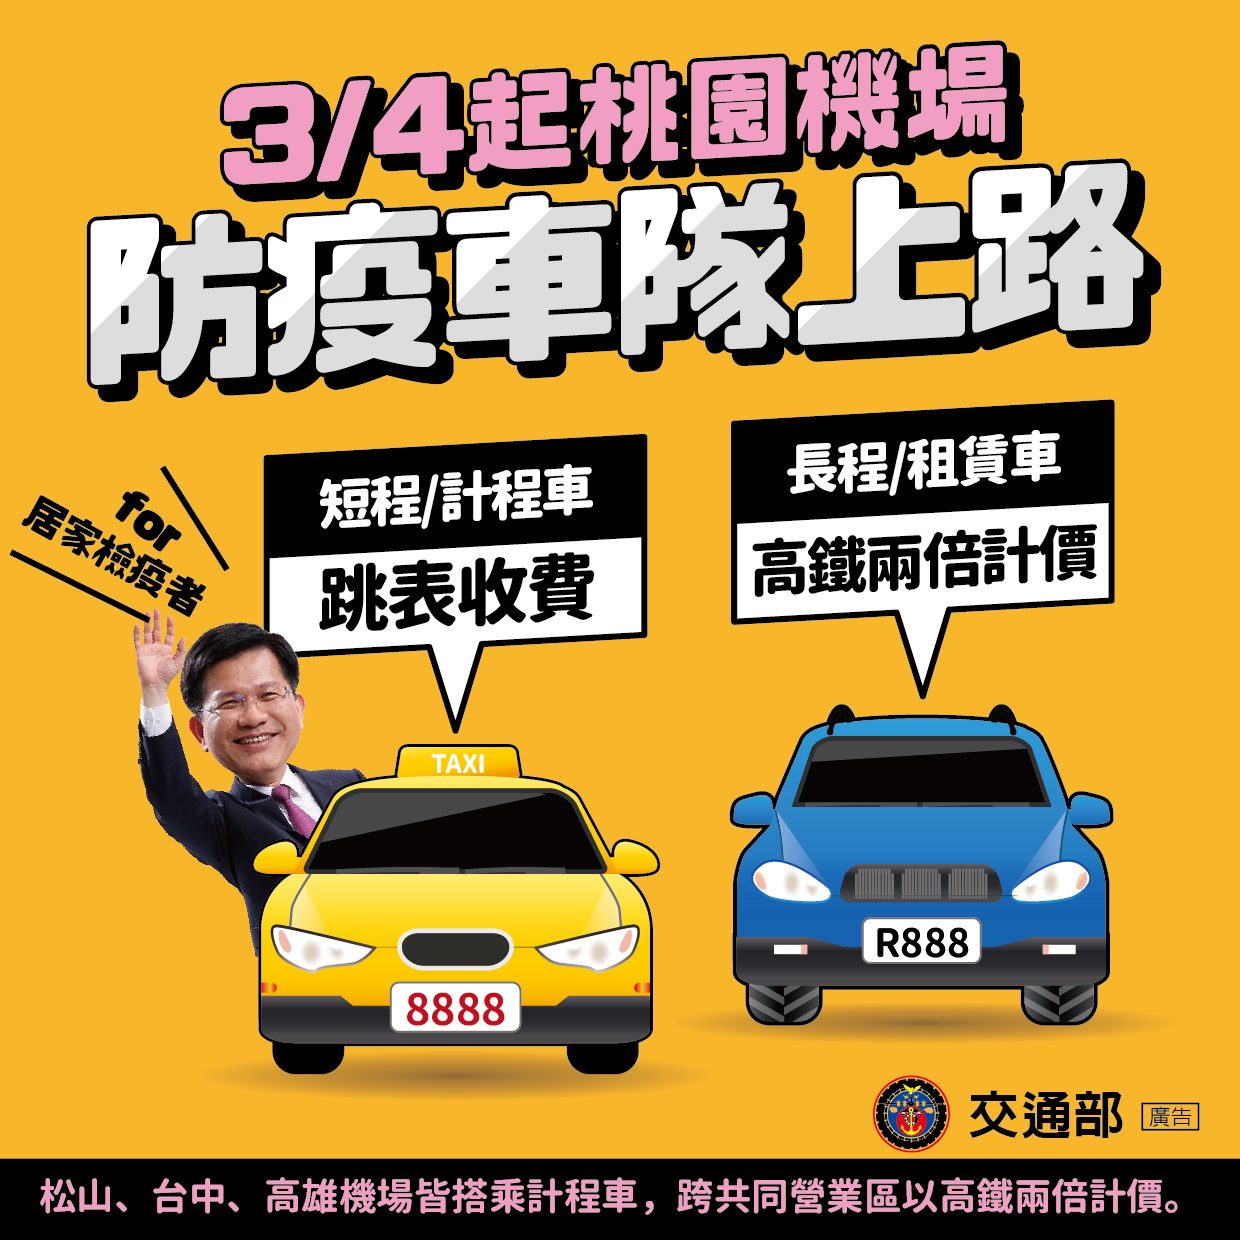 3/4起桃園機場
防疫車隊上路
for
居家檢疫者
短程/計程車
跳表收費
長程/租賃車
高鐵兩倍計價
TAXI
8888
R888
交通部 廣告
松山、台中、高雄機場皆搭乘計程車，跨共同營業區以高鐵兩倍計價。